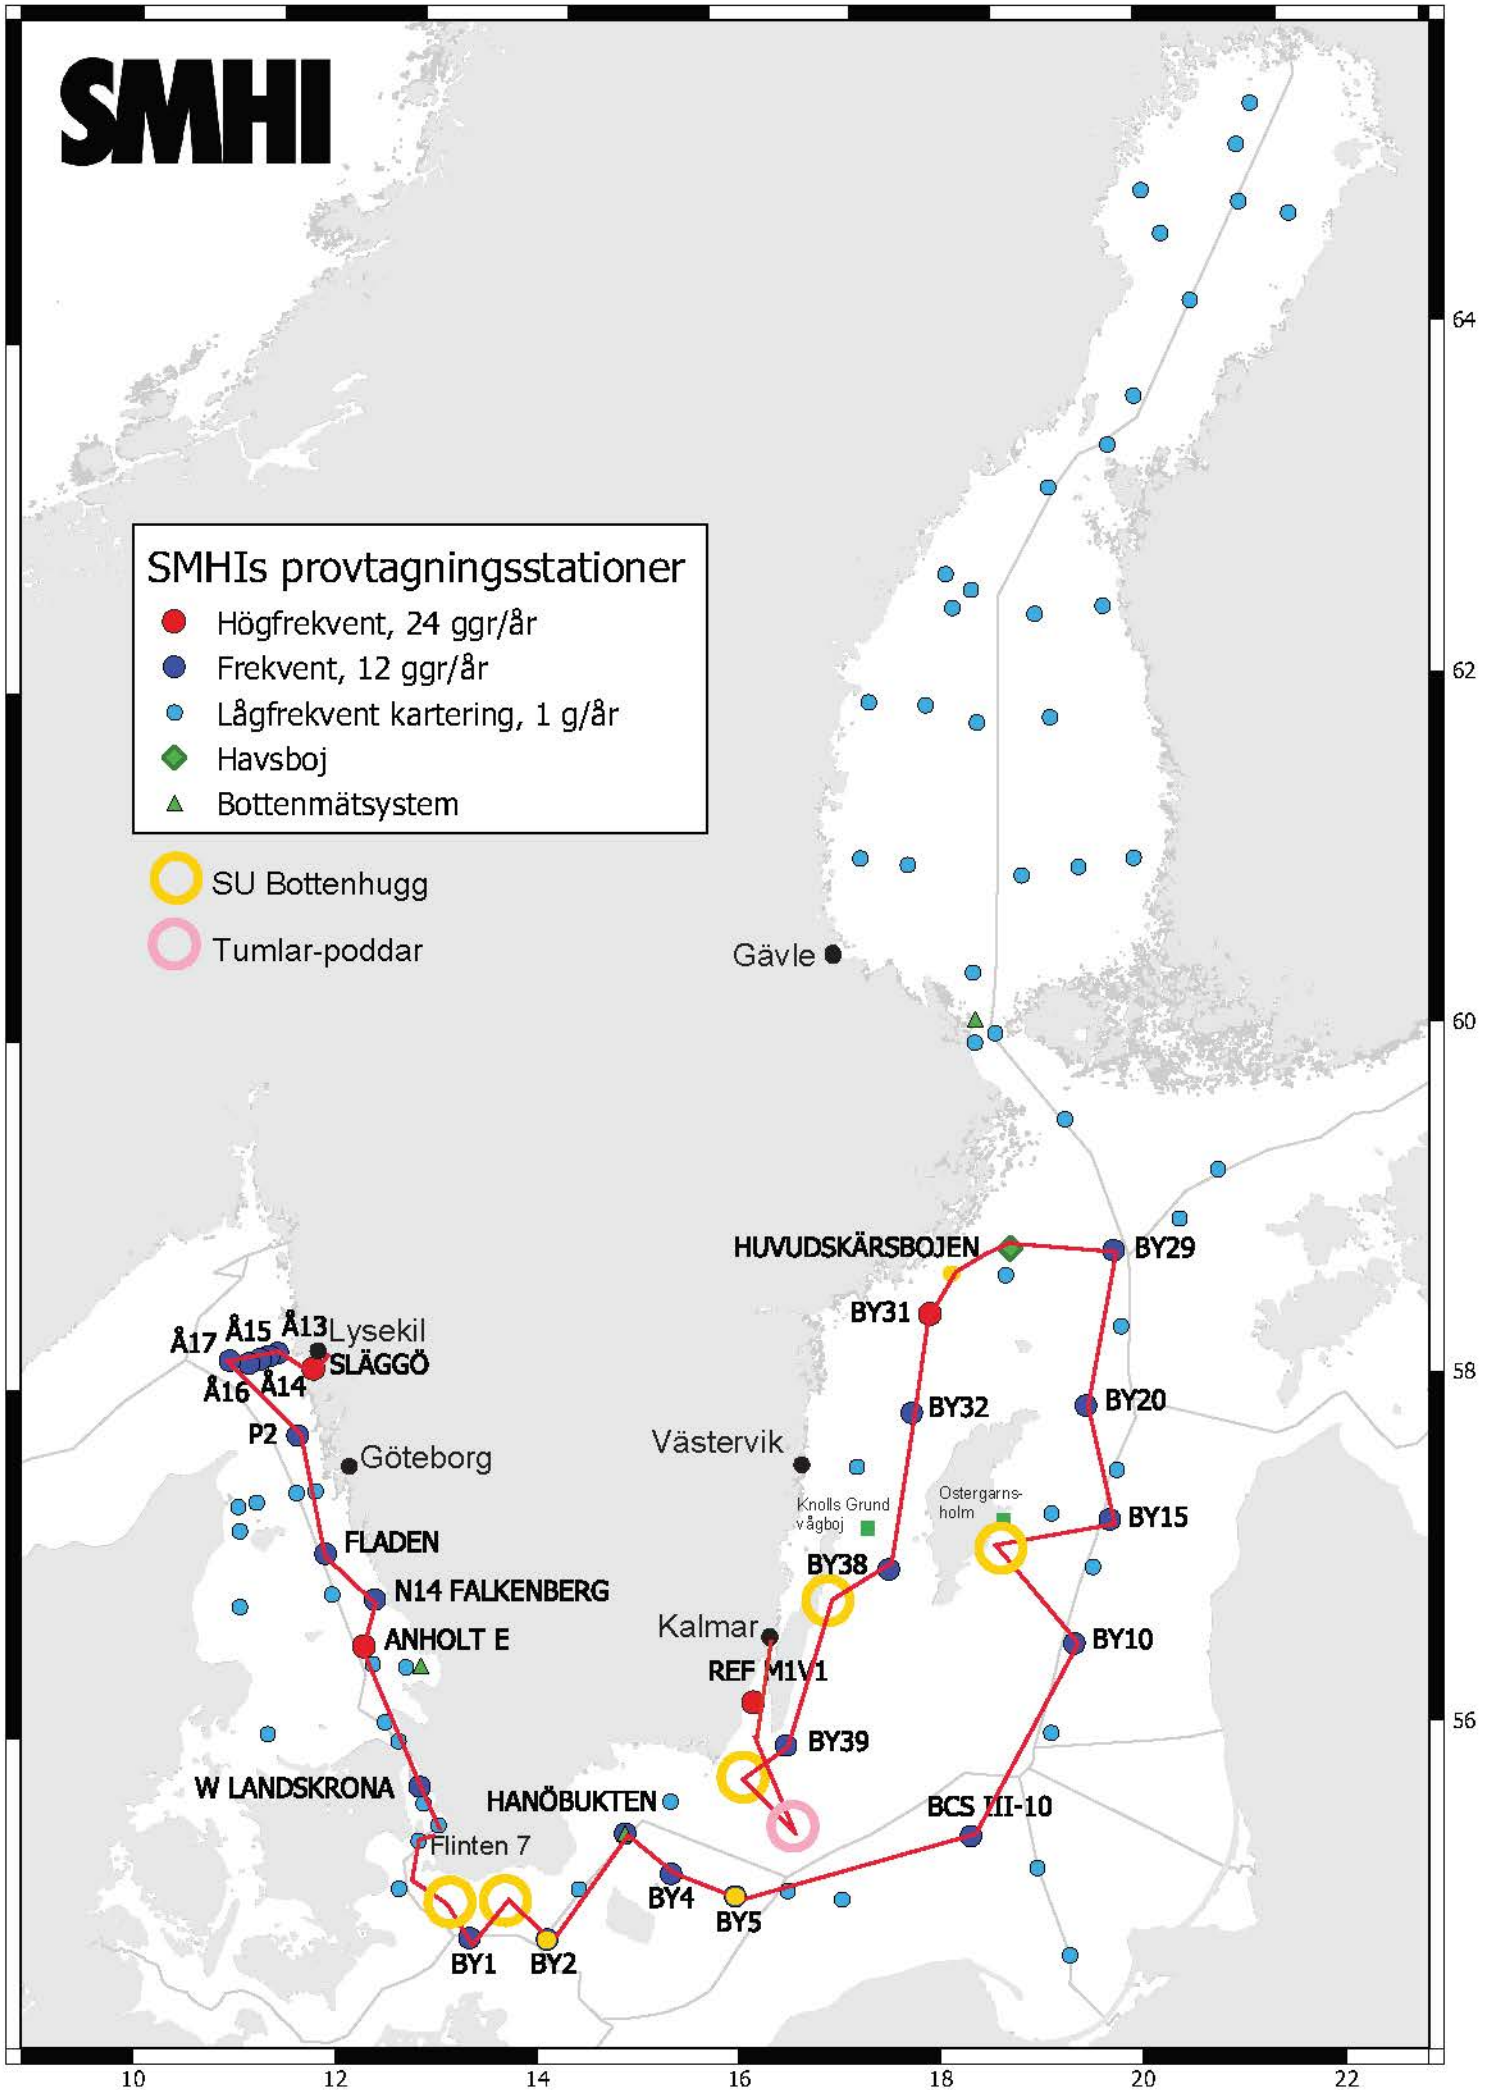 SMHI
64
SMHIs provtagningsstationer
Högfrekvent, 24 ggr/år
Frekvent, 12 ggr/år
Lågfrekvent kartering, 1 g/år
Havsboj
Bottenmätsystem
62
SU Bottenhugg
Tumlar-poddar
Gävle
60
HUVUDSKÄRSBOJEN
BY29
BY31
Å17
Å15
Å13
Lysekil
SLÄGGÖ
58
Å16
Å14
BY20
BY32
P2
Västervik
Göteborg
Knolls Grund
vågboj
Ostergarns-
holm
BY15
FLADEN
BY38
N14 FALKENBERG
Kalmar
ANHOLT E
BY10
REF M1V1
56
BY39
W LANDSKRONA
HANÖBUKTEN
BCS III-10
Flinten 7
BY4
BY5
BY1
BY2
10
12
14
16
18
20
22